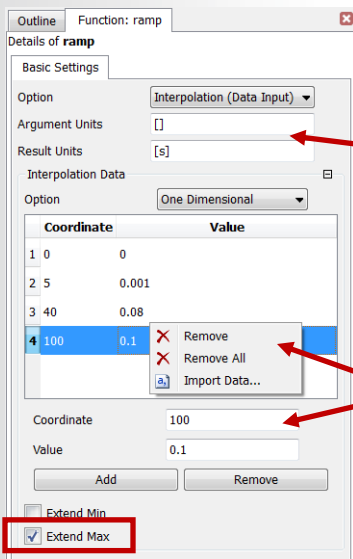 Outline Function: ramp
Details of ramp
Basic Settings
Option Interpolation (Data Input)
Argument Units []
Result Units [s]
Interpolation Data
Option One Dimensional
Coordinate Value
1 0 0
2 5 0.001
3 40 0.08
4 100 0.1
Remove
Remove All
Import Data...
Coordinate 100
Value 0.1
Add Remove
Extend Min
Extend Max